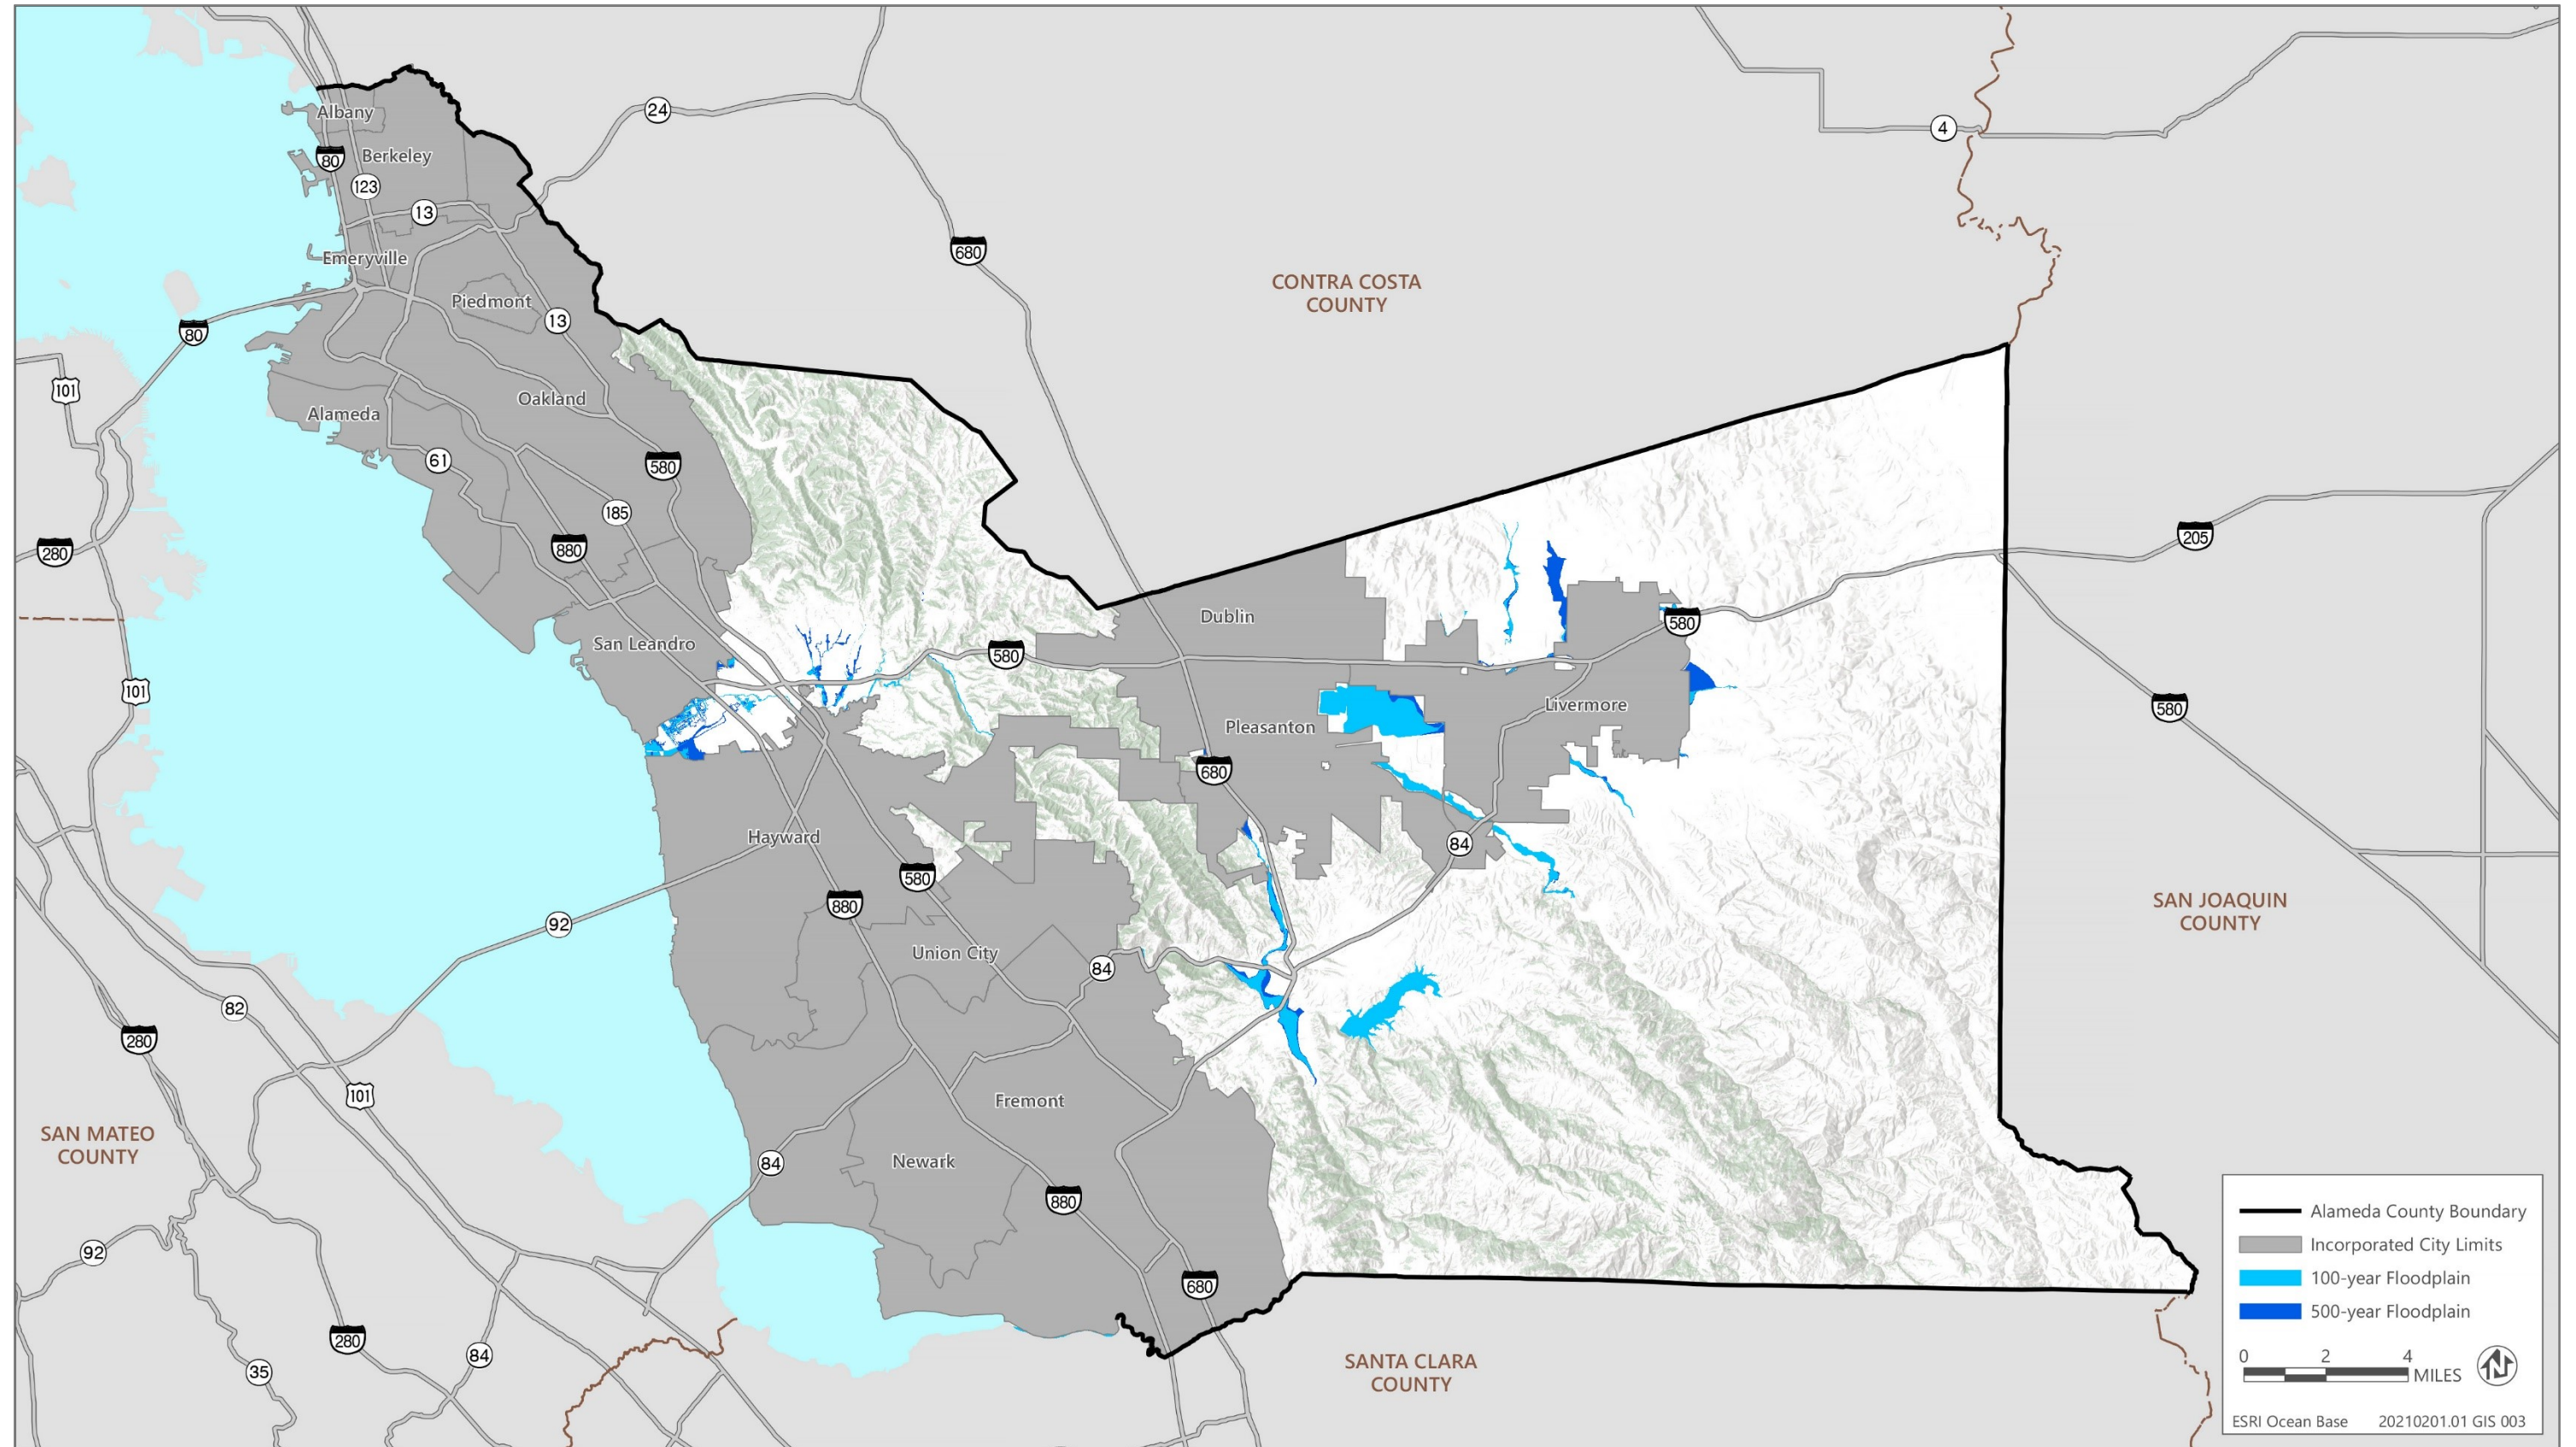 Albany
24
4
80
Berkeley
123
13
680
Emeryville
CONTRA COSTA
COUNTY
Piedmont
13
80
101
Oakland
Alameda
61
580
185
205
280
880
Dublin
580
San Leandro
580
101
Livermore
580
Pleasanton
680
Hayward
84
580
880
SAN JOAQUIN
COUNTY
92
Union City
84
82
280
101
Fremont
SAN MATEO
COUNTY
84
Newark
880
92
680
280
84
35
SANTA CLARA
COUNTY
Alameda County Boundary
Incorporated City Limits
100-year Floodplain
500-year Floodplain
0 2 4
MILES
N
ESRI Ocean Base 20210201.01 GIS 003